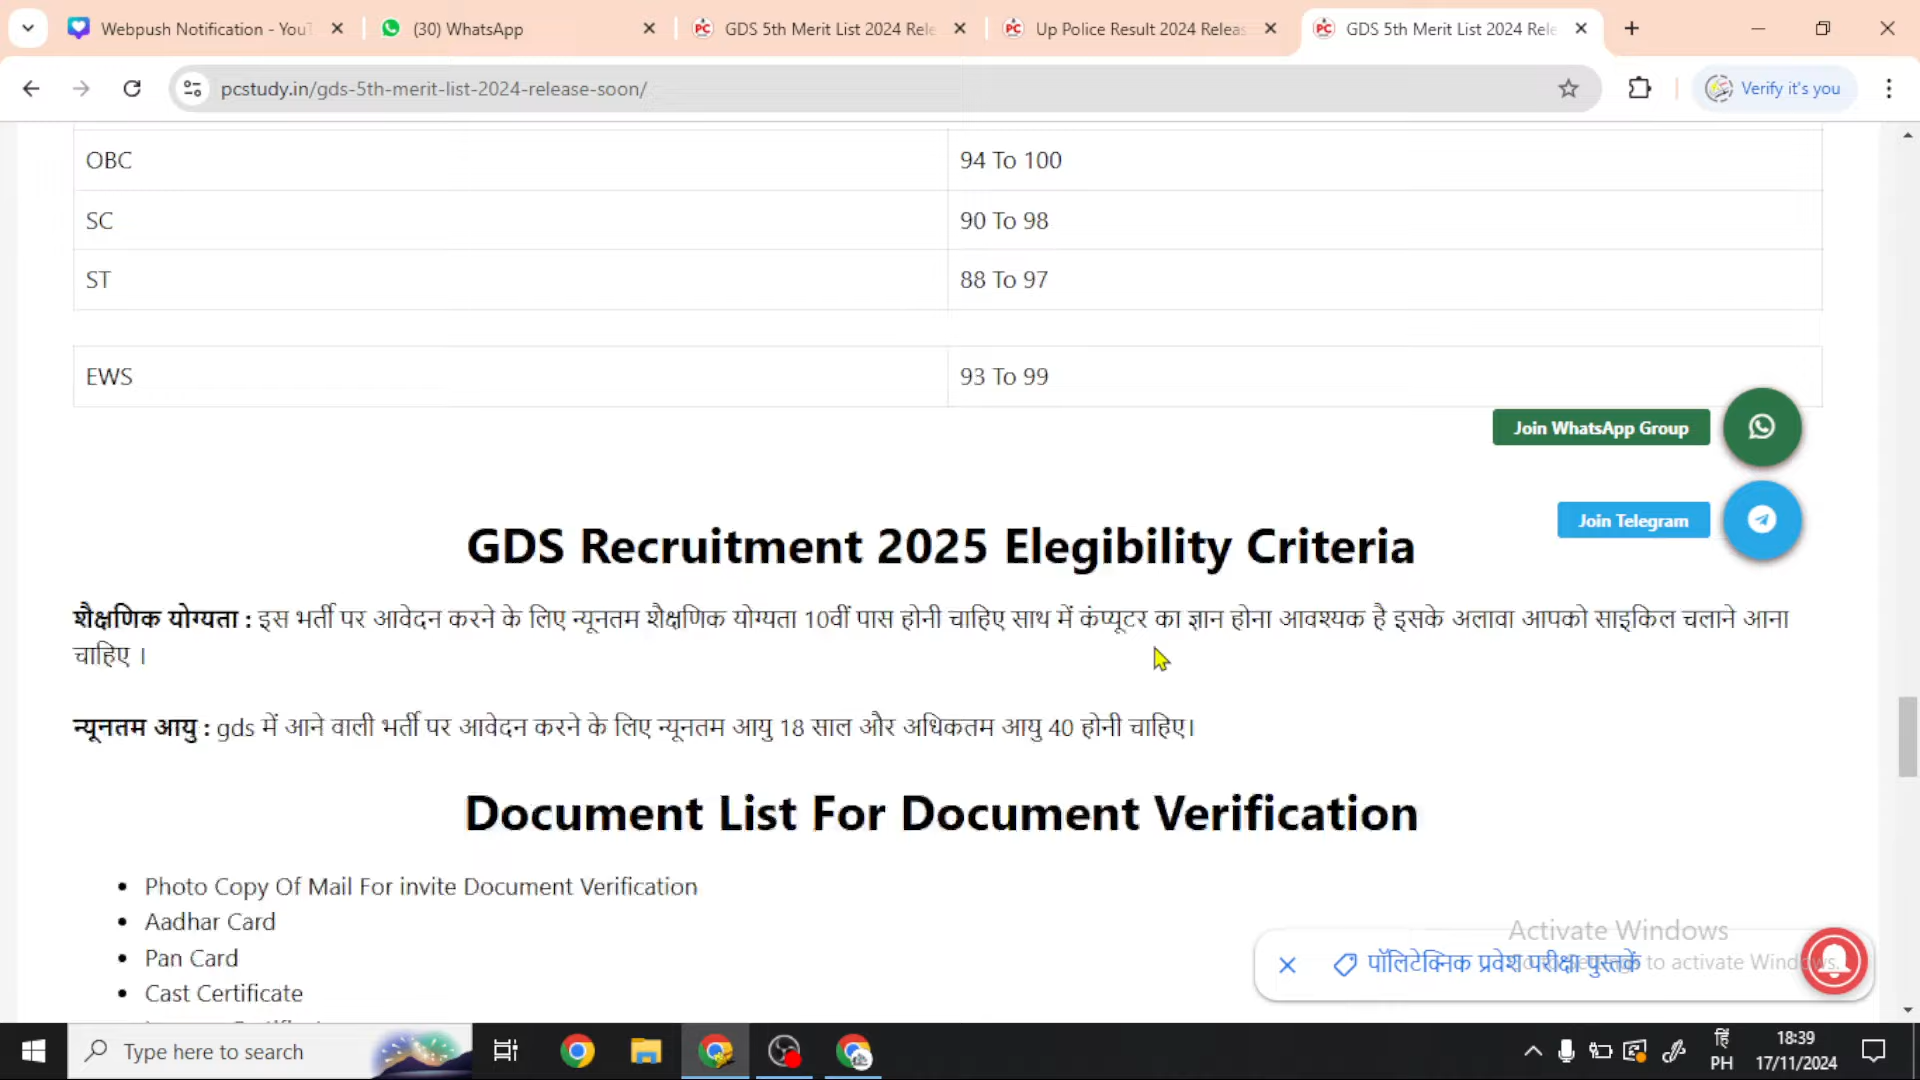 Webpush Notification - You
(30) WhatsApp
GDS 5th Merit List 2024 Rele
Up Police Result 2024 Releas
GDS 5th Merit List 2024 Rele
pcstudy.in/gds-5th-merit-list-2024-release-soon/
Verify it's you
OBC 94 To 100
SC 90 To 98
ST 88 To 97
EWS 93 To 99
Join WhatsApp Group
Join Telegram
GDS Recruitment 2025 Elegibility Criteria
शैक्षणिक योग्यता : इस भर्ती पर आवेदन करने के लिए न्यूनतम शैक्षणिक योग्यता 10वीं पास होनी चाहिए साथ में कंप्यूटर का ज्ञान होना आवश्यक है इसके अलावा आपको साइकिल चलाने आना
चाहिए ।
न्यूनतम आयु : gds में आने वाली भर्ती पर आवेदन करने के लिए न्यूनतम आयु 18 साल और अधिकतम आयु 40 होनी चाहिए।
Document List For Document Verification
Photo Copy Of Mail For invite Document Verification
Aadhar Card
Pan Card
Cast Certificate
Activate Windows
पॉलिटेक्निक प्रवेश परीक्षा पुस्तकें
to activate Windows.
Type here to search
हिं
PH
18:39
17/11/2024